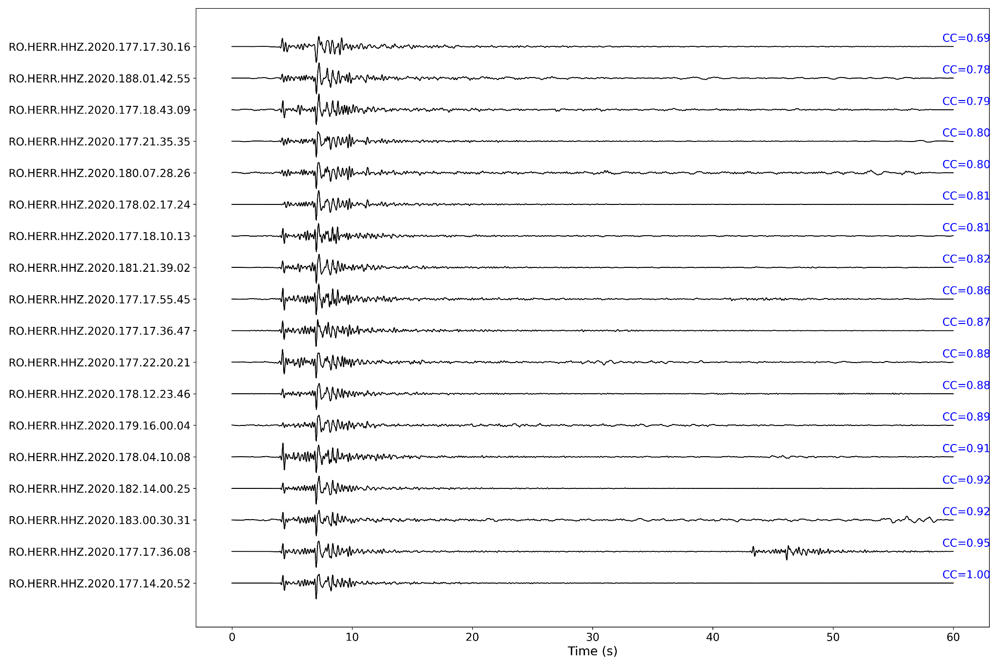 RO.HERR.HHZ.2020.177.17.30.16 CC=0.69
RO.HERR.HHZ.2020.188.01.42.55 CC=0.78
RO.HERR.HHZ.2020.177.18.43.09 CC=0.79
RO.HERR.HHZ.2020.177.21.35.35 CC=0.80
RO.HERR.HHZ.2020.180.07.28.26 CC=0.80
RO.HERR.HHZ.2020.178.02.17.24 CC=0.81
RO.HERR.HHZ.2020.177.18.10.13 CC=0.81
RO.HERR.HHZ.2020.181.21.39.02 CC=0.82
RO.HERR.HHZ.2020.177.17.55.45 CC=0.86
RO.HERR.HHZ.2020.177.17.36.47 CC=0.87
RO.HERR.HHZ.2020.177.22.20.21 CC=0.88
RO.HERR.HHZ.2020.178.12.23.46 CC=0.88
RO.HERR.HHZ.2020.179.16.00.04 CC=0.89
RO.HERR.HHZ.2020.178.04.10.08 CC=0.91
RO.HERR.HHZ.2020.182.14.00.25 CC=0.92
RO.HERR.HHZ.2020.183.00.30.31 CC=0.92
RO.HERR.HHZ.2020.177.17.36.08 CC=0.95
RO.HERR.HHZ.2020.177.14.20.52 CC=1.00
0 10 20 30 40 50 60
Time (s)